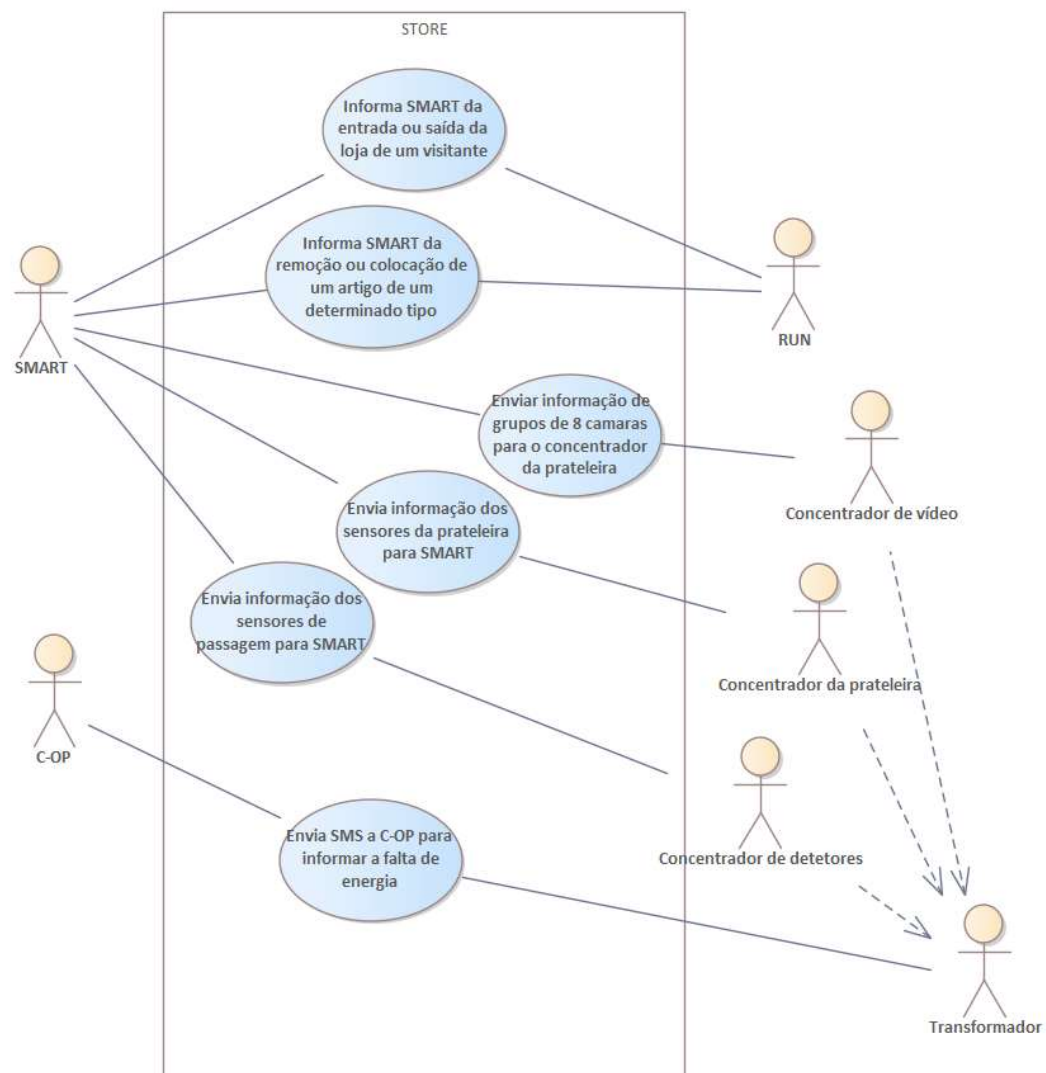 STORE
Informa SMART da
entrada ou saída da
loja de um visitante
Informa SMART da
remoção ou colocação de
um artigo de um
determinado tipo
RUN
SMART
Enviar informação de
grupos de 8 camaras
para o concentrador
da prateleira
Concentrador de vídeo
Envia informação dos
sensores da prateleira
para SMART
Envia informação dos
sensores de
passagem para SMART
Concentrador da prateleira
C-OP
Envia SMS a C-OP para
informar a falta de
energia
Concentrador de detetores
Transformador